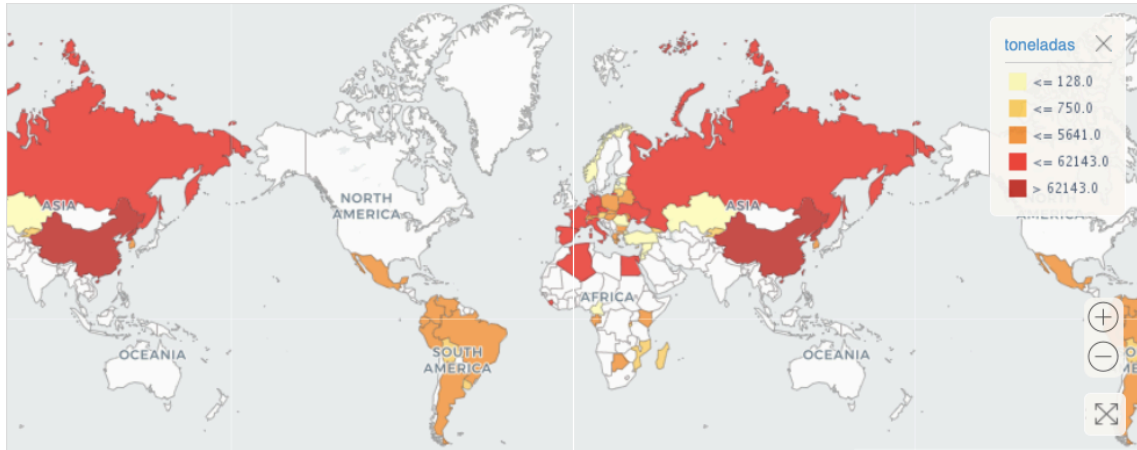 toneladas
<= 128.0
<= 750.0
<= 5641.0
<= 62143.0
> 62143.0
ASIA
NORTH
AMERICA
ASIA
AFRICA
OCEANIA
SOUTH
AMERICA
OCEANIA